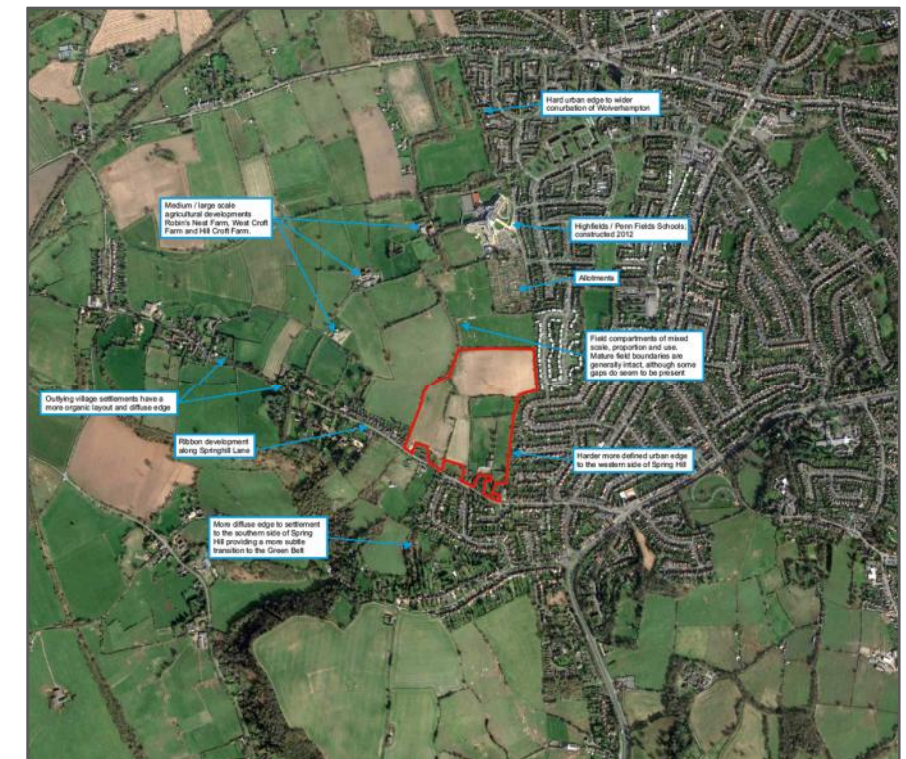 Hard urban edge to wider
conurbation of Wolverhampton
Medium / large scale
agricultural developments
Robin's Nest Farm, West Croft
Farm and Hill Croft Farm.
Highfields / Penn Fields Schools,
constructed 2012
Allotments
Field compartments of mixed
scale, proportion and use.
Mature field boundaries are
generally intact, although some
gaps do seem to be present
Outlying village settlements have a
more organic layout and diffuse edge
Ribbon development
along Springhill Lane
Harder more defined urban edge
to the western side of Spring Hill
More diffuse edge to settlement
to the southern side of Spring
Hill providing a more subtle
transition to the Green Belt